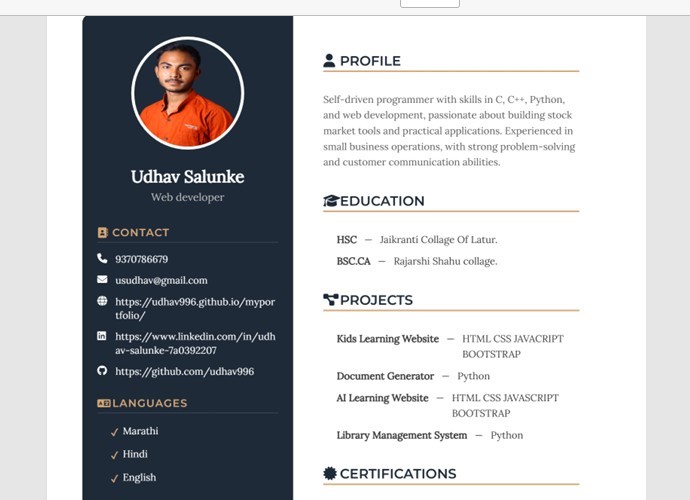 Udhav Salunke
Web developer
CONTACT
9370786679
usudhav@gmail.com
https://udhav996.github.io/mypor
tfolio/
https://www.linkedin.com/in/udh
av-salunke-7a0392207
https://github.com/udhav996
LANGUAGES
Marathi
Hindi
English
PROFILE
Self-driven programmer with skills in C, C++, Python,
and web development, passionate about building stock
market tools and practical applications. Experienced in
small business operations, with strong problem-solving
and customer communication abilities.
EDUCATION
HSC — Jaikranti Collage Of Latur.
BSC.CA — Rajarshi Shahu collage.
PROJECTS
Kids Learning Website — HTML CSS JAVACRIPT
BOOTSTRAP
Document Generator — Python
AI Learning Website — HTML CSS JAVASCRIPT
BOOTSTRAP
Library Management System — Python
CERTIFICATIONS